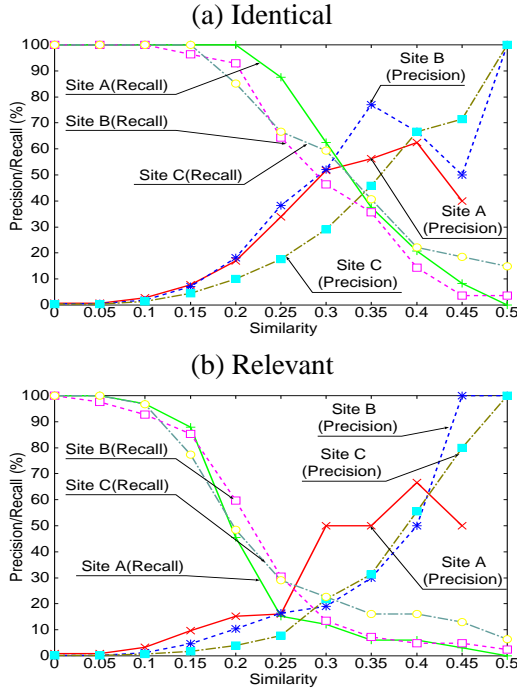 (a) Identical
100
90
80
70
60
50
40
30
20
10
0
Precision/Recall (%)
Site A(Recall)
Site B(Recall)
Site C(Recall)
Site B
(Precision)
Site A
(Precision)
Site C
(Precision)
0 0.05 0.1 0.15 0.2 0.25 0.3 0.35 0.4 0.45 0.5
Similarity
(b) Relevant
100
90
80
70
60
50
40
30
20
10
0
Precision/Recall (%)
Site B
(Precision)
Site C
(Precision)
Site B(Recall)
Site C(Recall)
Site A(Recall)
Site A
(Precision)
0 0.05 0.1 0.15 0.2 0.25 0.3 0.35 0.4 0.45 0.5
Similarity